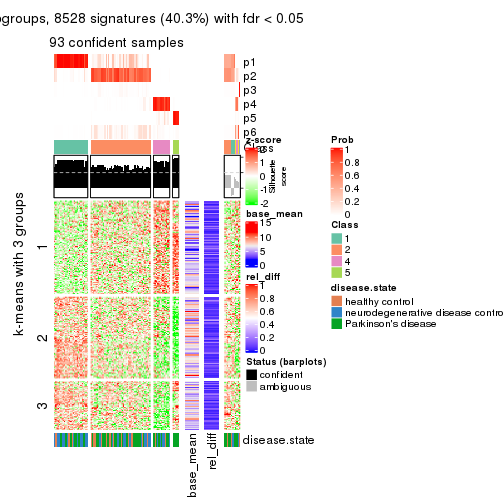 ogroups, 8528 signatures (40.3%) with fdr < 0.05
93 confident samples
p1
p2
p3
p4
p5
p6
Class
z-score
2
1
0
-1
-2
Silhouette
score
k-means with 3 groups
1
2
3
base_mean
15
10
5
0
rel_diff
1
0.8
0.6
0.4
0.2
0
Status (barplots)
confident
ambiguous
Prob
1
0.8
0.6
0.4
0.2
0
Class
1
2
4
5
disease.state
healthy control
neurodegenerative disease contro
Parkinson's disease
disease.state
base_mean
rel_diff